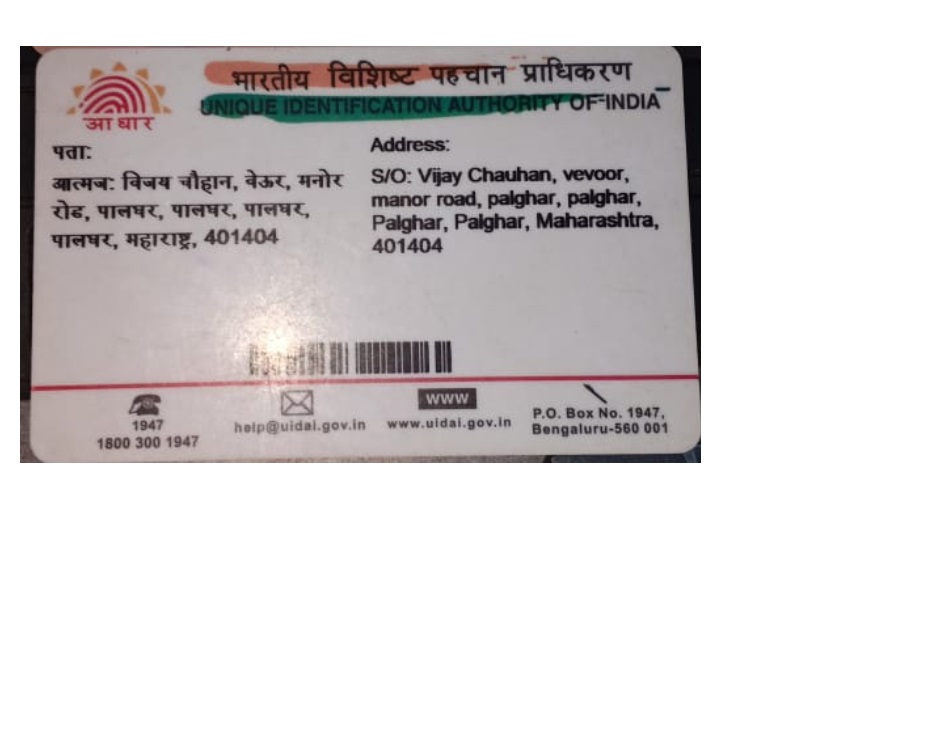 भारतीय विशिष्ट पहचान प्राधिकरण
UNIQUE IDENTIFICATION AUTHORITY OF INDIA
आधार
पता:
आत्मज: विजय चौहान, वेऊर, मनोर
रोड, पालघर, पालघर, पालघर,
पालघर, महाराष्ट्र, 401404
Address:
S/O: Vijay Chauhan, vevoor,
manor road, palghar, palghar,
Palghar, Palghar, Maharashtra,
401404
1947
1800 300 1947
help@uidai.gov.in
WWW
www.uidai.gov.in
P.O. Box No. 1947,
Bengaluru-560 001